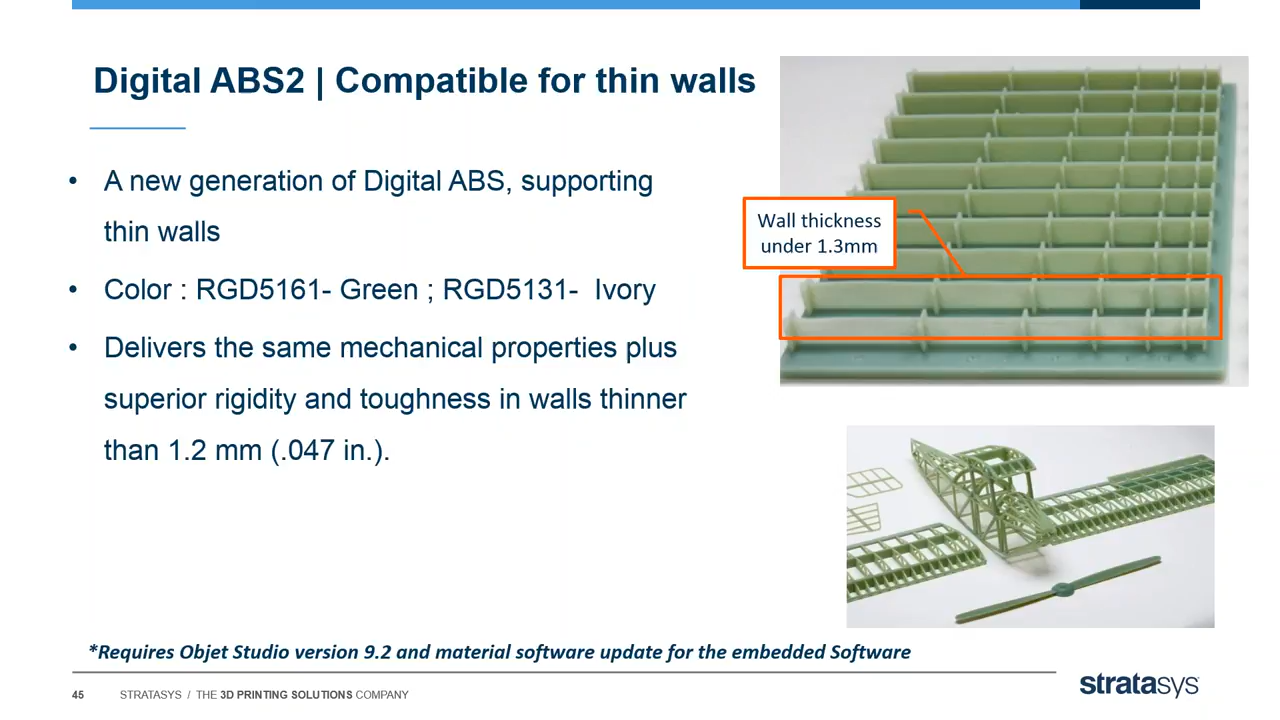 Digital ABS2 | Compatible for thin walls
• A new generation of Digital ABS, supporting
thin walls
• Color : RGD5161- Green ; RGD5131- Ivory
• Delivers the same mechanical properties plus
superior rigidity and toughness in walls thinner
than 1.2 mm (.047 in.).
Wall thickness
under 1.3mm
*Requires Objet Studio version 9.2 and material software update for the embedded Software
45 STRATASYS / THE 3D PRINTING SOLUTIONS COMPANY
stratasys